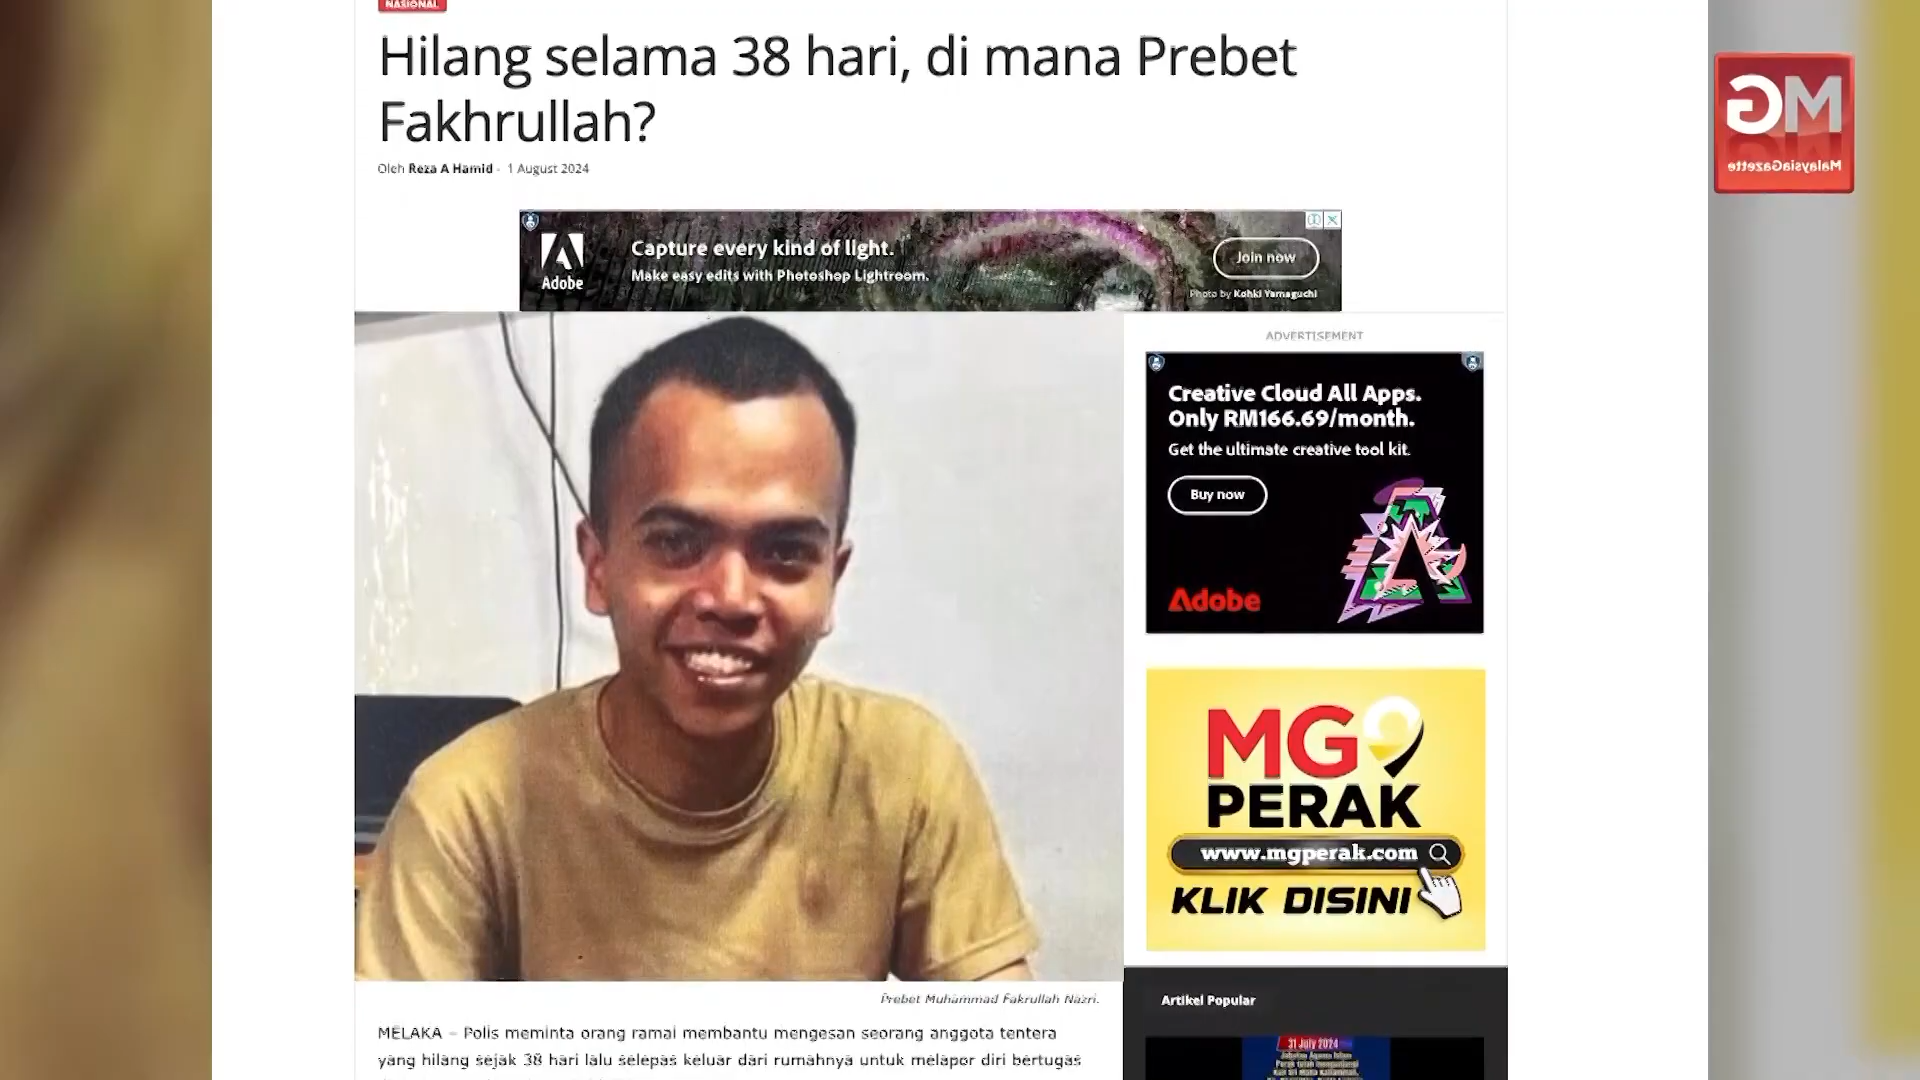 NASIONAL
Hilang selama 38 hari, di mana Prebet
Fakhrullah?
Oleh Reza A Hamid - 1 August 2024
MG
MalaysiaGazette
Adobe
Capture every kind of light.
Make easy edits with Photoshop Lightroom.
Join now
Photo by Kohki Yamaguchi
ADVERTISEMENT
Creative Cloud All Apps.
Only RM166.69/month.
Get the ultimate creative tool kit.
Buy now
Adobe
MG
PERAK
www.mgperak.com
KLIK DISINI
Prebet Muhammad Fakrullah Nazri.
MELAKA – Polis meminta orang ramai membantu mengesan seorang anggota tentera
yang hilang sejak 38 hari lalu selepas keluar dari rumahnya untuk melapor diri bertugas
Artikel Popular
31 July 2024
Jabatan Agama Islam